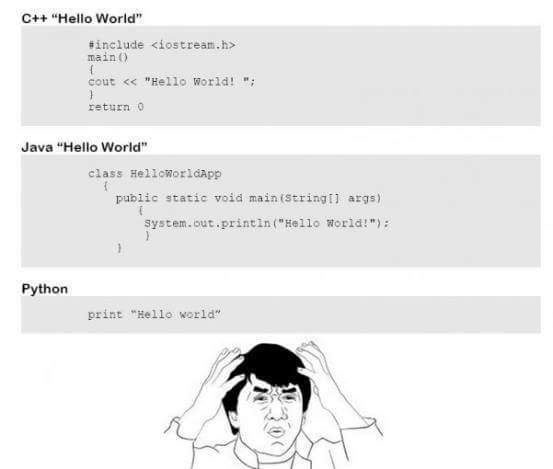 C++ “Hello World”
#include <iostream.h>
main()
{
cout << "Hello World! ";
}
return 0
Java “Hello World”
class HelloWorldApp
{
public static void main(String[] args)
{
System.out.println("Hello World!");
}
}
Python
print “Hello world”